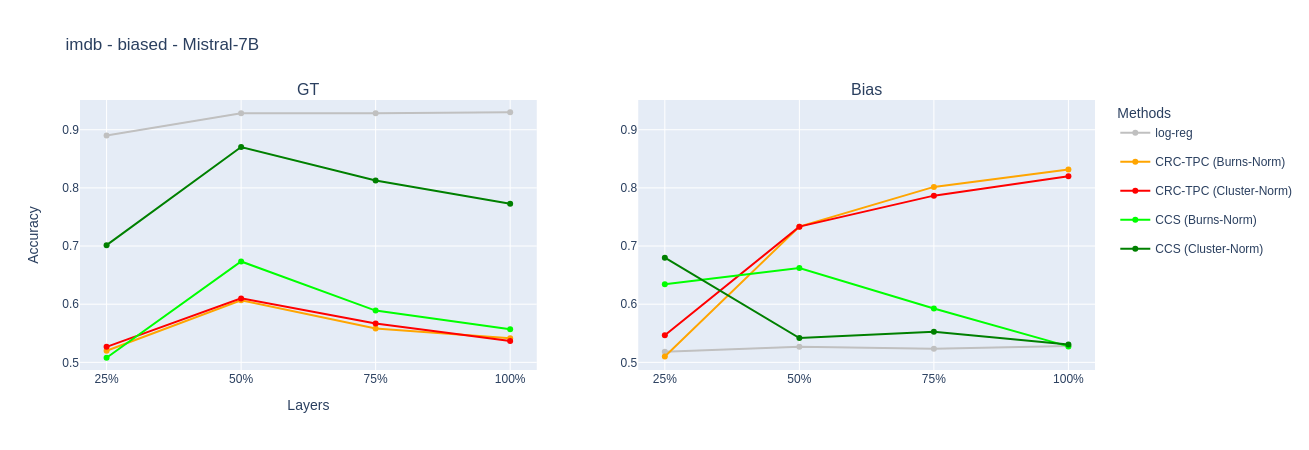 imdb - biased - Mistral-7B
GT
Bias
Accuracy
0.9
0.8
0.7
0.6
0.5
25% 50% 75% 100%
Layers
0.9
0.8
0.7
0.6
0.5
25% 50% 75% 100%
Methods
log-reg
CRC-TPC (Burns-Norm)
CRC-TPC (Cluster-Norm)
CCS (Burns-Norm)
CCS (Cluster-Norm)